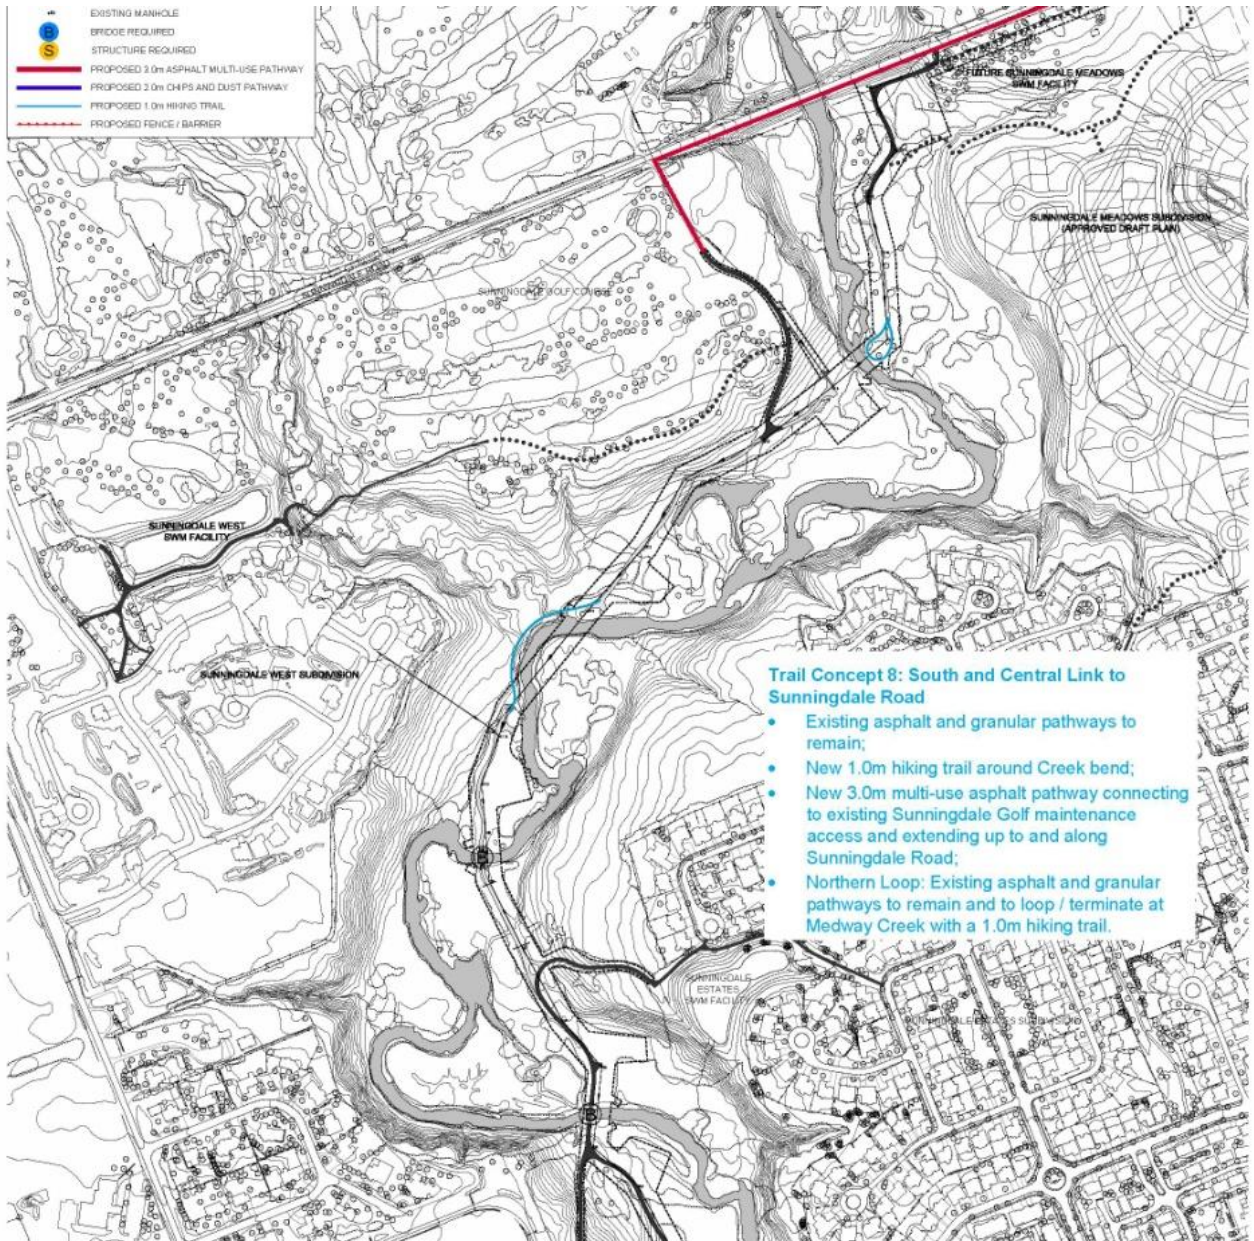 EXISTING MANHOLE
B
BRIDGE REQUIRED
S
STRUCTURE REQUIRED
PROPOSED 3.0m ASPHALT MULTI-USE PATHWAY
PROPOSED 2.0m CHIPS AND DUST PATHWAY
PROPOSED 1.0m HIKING TRAIL
PROPOSED FENCE / BARRIER
FUTURE SUNNINGDALE MEADOWS
SWM FACILITY
SUNNINGDALE MEADOWS SUBDIVISION
(APPROVED DRAFT PLAN)
SUNNINGDALE GOLF COURSE
SUNNINGDALE WEST
SWM FACILITY
SUNNINGDALE WEST SUBDIVISION
Trail Concept 8: South and Central Link to
Sunningdale Road
• Existing asphalt and granular pathways to
remain;
• New 1.0m hiking trail around Creek bend;
• New 3.0m multi-use asphalt pathway connecting
to existing Sunningdale Golf maintenance
access and extending up to and along
Sunningdale Road;
• Northern Loop: Existing asphalt and granular
pathways to remain and to loop / terminate at
Medway Creek with a 1.0m hiking trail.
B
SUNNINGDALE
ESTATES
SWM FACILITY
SUNNINGDALE ESTATES SUBDIVISION
B